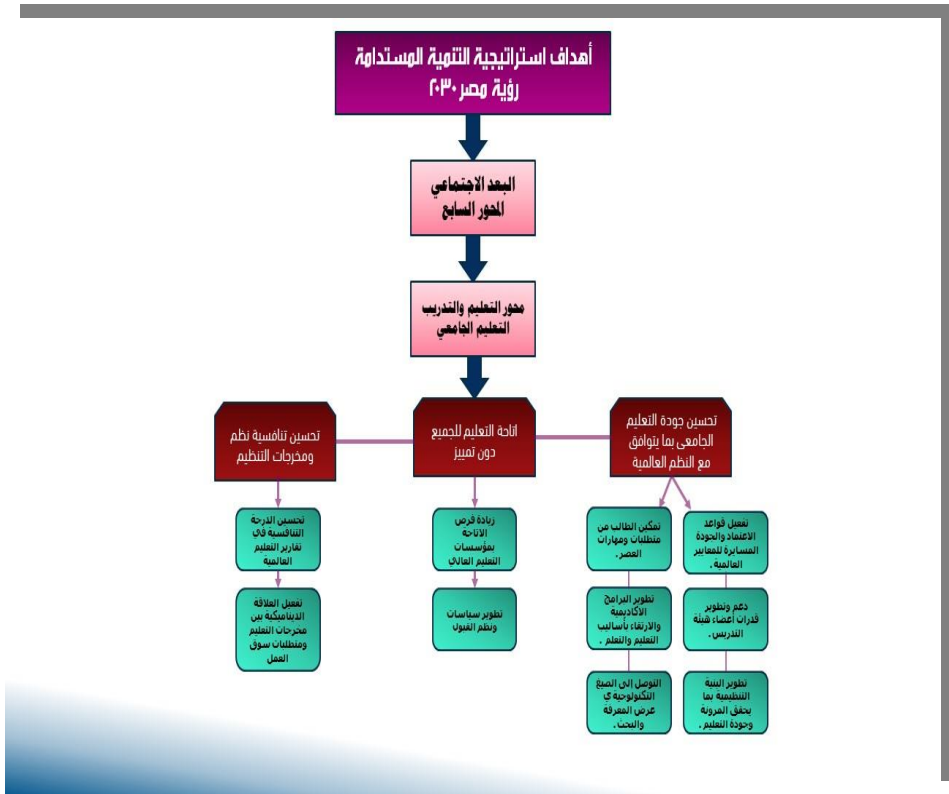 أهداف استراتيجية التنمية المستدامة
رؤية مصر ٢٠٣٠
البعد الاجتماعي
المحور السابع
محور التعليم والتدريب
التعليم الجامعي
تحسين جودة التعليم
الجامعى بما يتوافق
مع النظم العالمية
اتاحة التعليم للجميع
دون تمييز
تحسين تنافسية نظم
ومخرجات التنظيم
تفعيل قواعد
الاعتماد والجودة
المسايرة للمعايير
العالمية .
دعم وتطوير
قدرات أعضاء هيئة
التدريس .
تطوير البنية
التنظيمية بما
يحقق المرونة
وجودة التعليم .
تمكين الطالب من
متطلبات ومهارات
العصر .
تطوير البرامج
الأكاديمية
والارتقاء بأساليب
التعليم والتعلم .
التوصل إلى الصيغ
التكنولوجية ي
عرض المعرفة
والبحث .
زيادة فرص
الاتاحة
بمؤسسات
التعليم العالي
تطوير سياسات
ونظم القبول
تحسين الدرجة
التنافسية في
تقارير التعليم
العالمية
تفعيل العلاقة
الديناميكية بين
مخرجات التعليم
ومتطلبات سوق
العمل